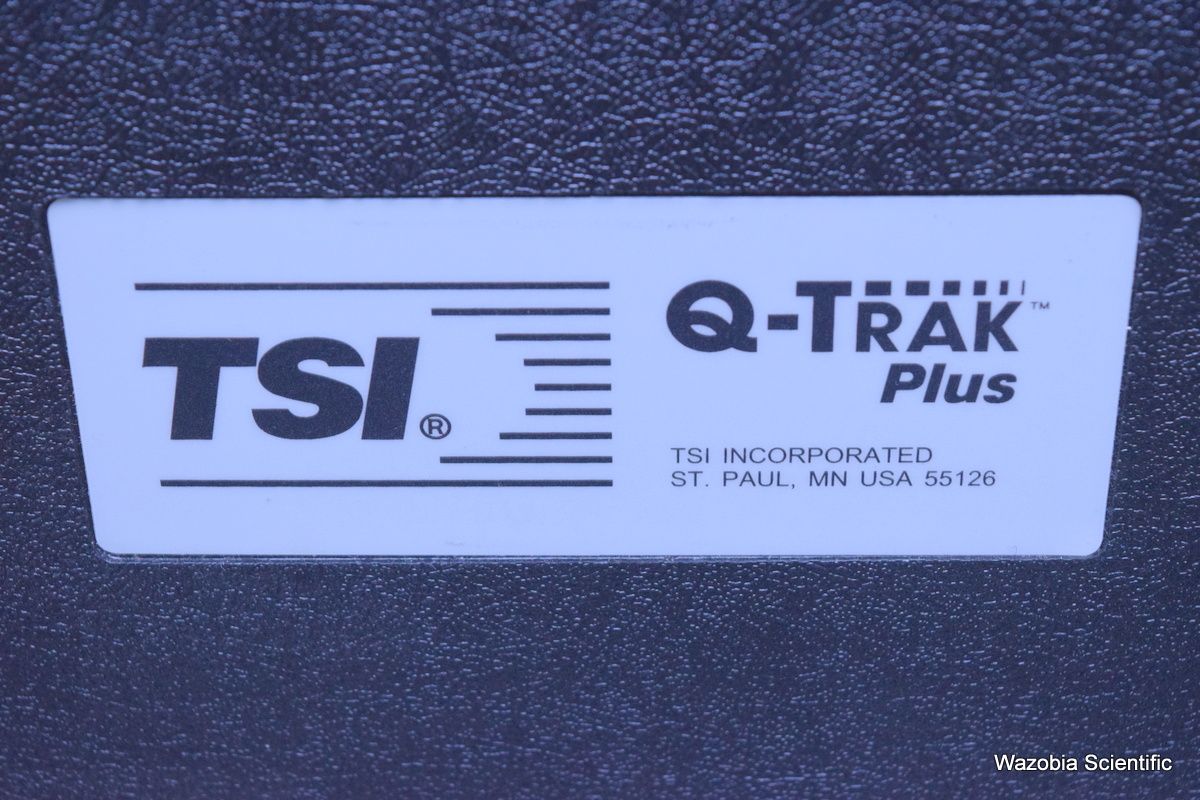 TSI®
Q-TRAK™
Plus
TSI INCORPORATED
ST. PAUL, MN USA 55126
Wazobia Scientific